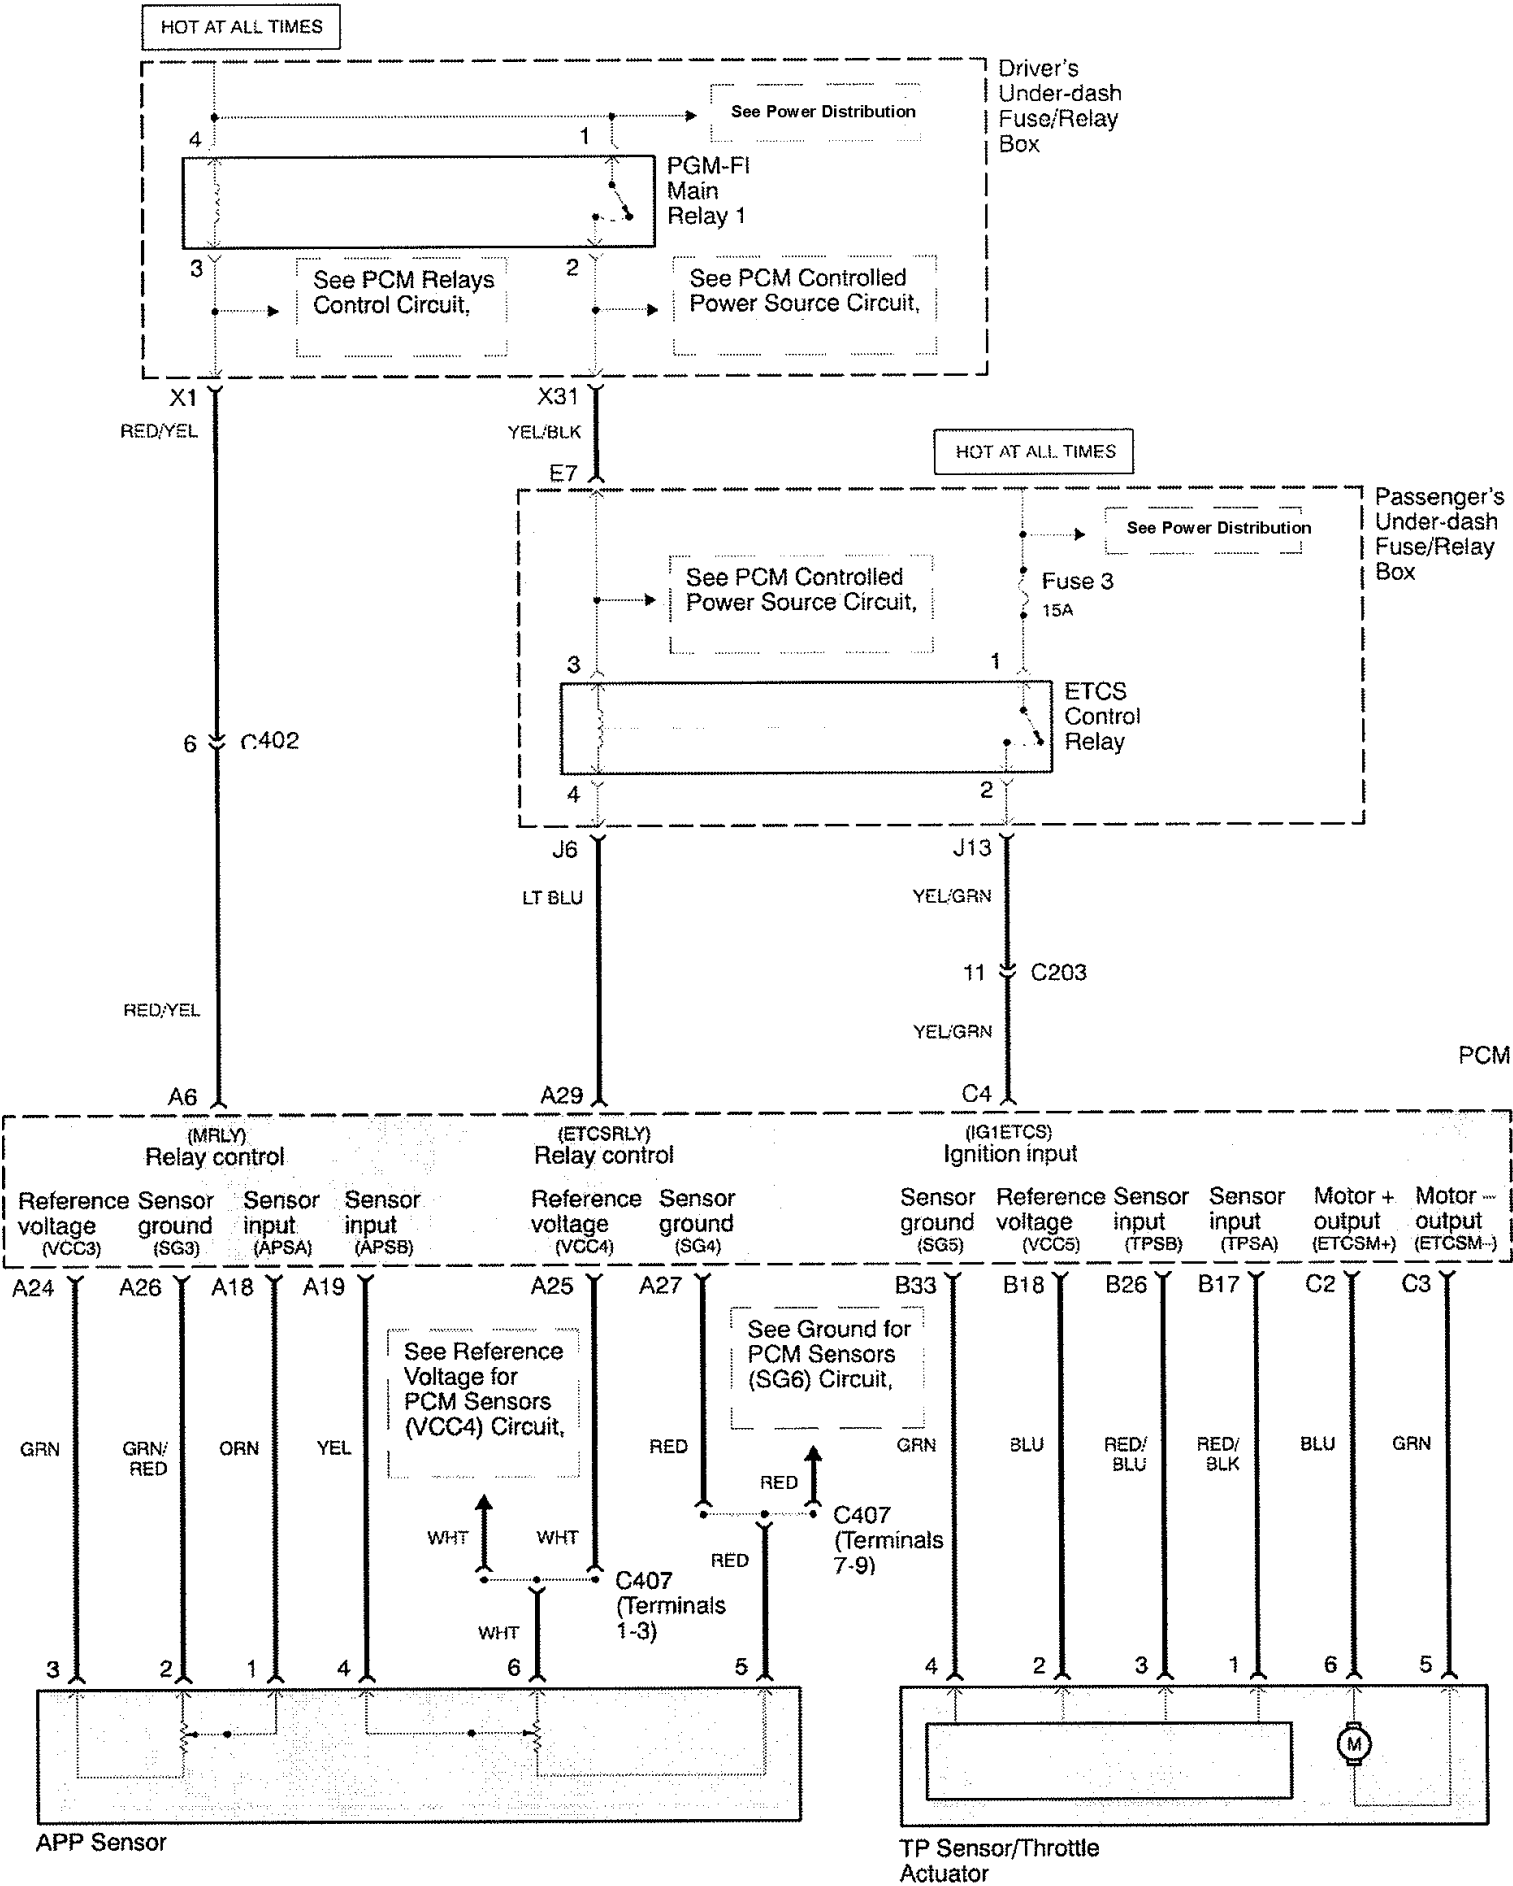 HOT AT ALL TIMES
Driver's
Under-dash
Fuse/Relay
Box
See Power Distribution
4
1
PGM-FI
Main
Relay 1
3
2
See PCM Relays
Control Circuit,
See PCM Controlled
Power Source Circuit,
X1
X31
RED/YEL
YEL/BLK
HOT AT ALL TIMES
E7
Passenger's
Under-dash
Fuse/Relay
Box
See Power Distribution
See PCM Controlled
Power Source Circuit,
Fuse 3
15A
3
1
ETCS
Control
Relay
6
C402
4
2
J6
J13
LT BLU
YEL/GRN
11
C203
RED/YEL
YEL/GRN
PCM
A6
A29
C4
(MRLY)
Relay control
(ETCSRLY)
Relay control
(IG1ETCS)
Ignition input
Reference
voltage
(VCC3)
Sensor
ground
(SG3)
Sensor
input
(APSA)
Sensor
input
(APSB)
Reference
voltage
(VCC4)
Sensor
ground
(SG4)
Sensor
ground
(SG5)
Reference
voltage
(VCC5)
Sensor
input
(TPSB)
Sensor
input
(TPSA)
Motor +
output
(ETCSM+)
Motor –
output
(ETCSM–)
A24
A26
A18
A19
A25
A27
B33
B18
B26
B17
C2
C3
See Reference
Voltage for
PCM Sensors
(VCC4) Circuit,
See Ground for
PCM Sensors
(SG6) Circuit,
GRN
GRN/
RED
ORN
YEL
RED
RED
GRN
BLU
RED/
BLU
RED/
BLK
BLU
GRN
WHT
WHT
C407
(Terminals
7-9)
RED
C407
(Terminals
1-3)
WHT
3
2
1
4
6
5
4
2
3
1
6
5
M
APP Sensor
TP Sensor/Throttle
Actuator